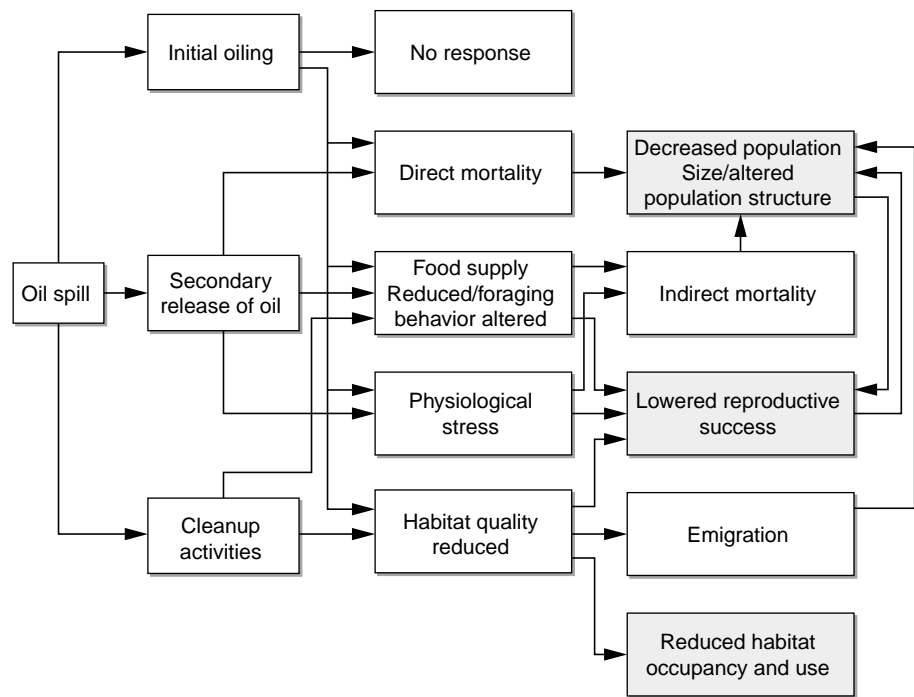 Initial oiling
No response
Direct mortality
Decreased population
Size/altered
population structure
Oil spill
Secondary
release of oil
Food supply
Reduced/foraging
behavior altered
Indirect mortality
Physiological
stress
Lowered reproductive
success
Cleanup
activities
Habitat quality
reduced
Emigration
Reduced habitat
occupancy and use